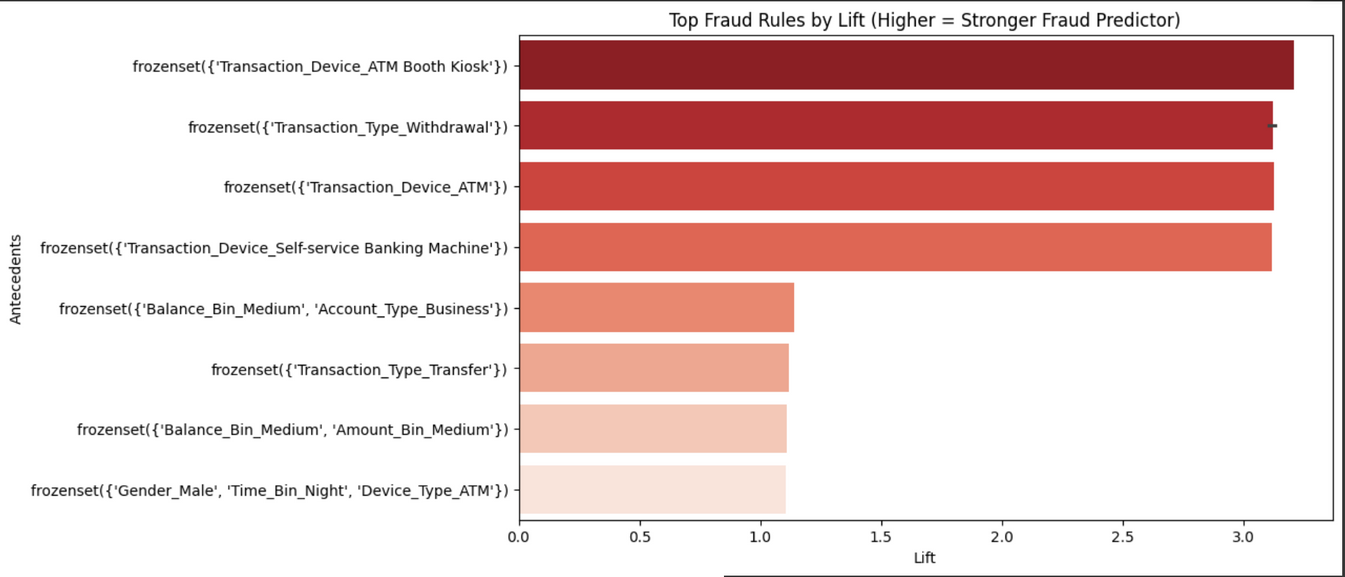 Top Fraud Rules by Lift (Higher = Stronger Fraud Predictor)
frozenset({'Transaction_Device_ATM Booth Kiosk'})
frozenset({'Transaction_Type_Withdrawal'})
frozenset({'Transaction_Device_ATM'})
frozenset({'Transaction_Device_Self-service Banking Machine'})
frozenset({'Balance_Bin_Medium', 'Account_Type_Business'})
frozenset({'Transaction_Type_Transfer'})
frozenset({'Balance_Bin_Medium', 'Amount_Bin_Medium'})
frozenset({'Gender_Male', 'Time_Bin_Night', 'Device_Type_ATM'})
Antecedents
0.0 0.5 1.0 1.5 2.0 2.5 3.0
Lift